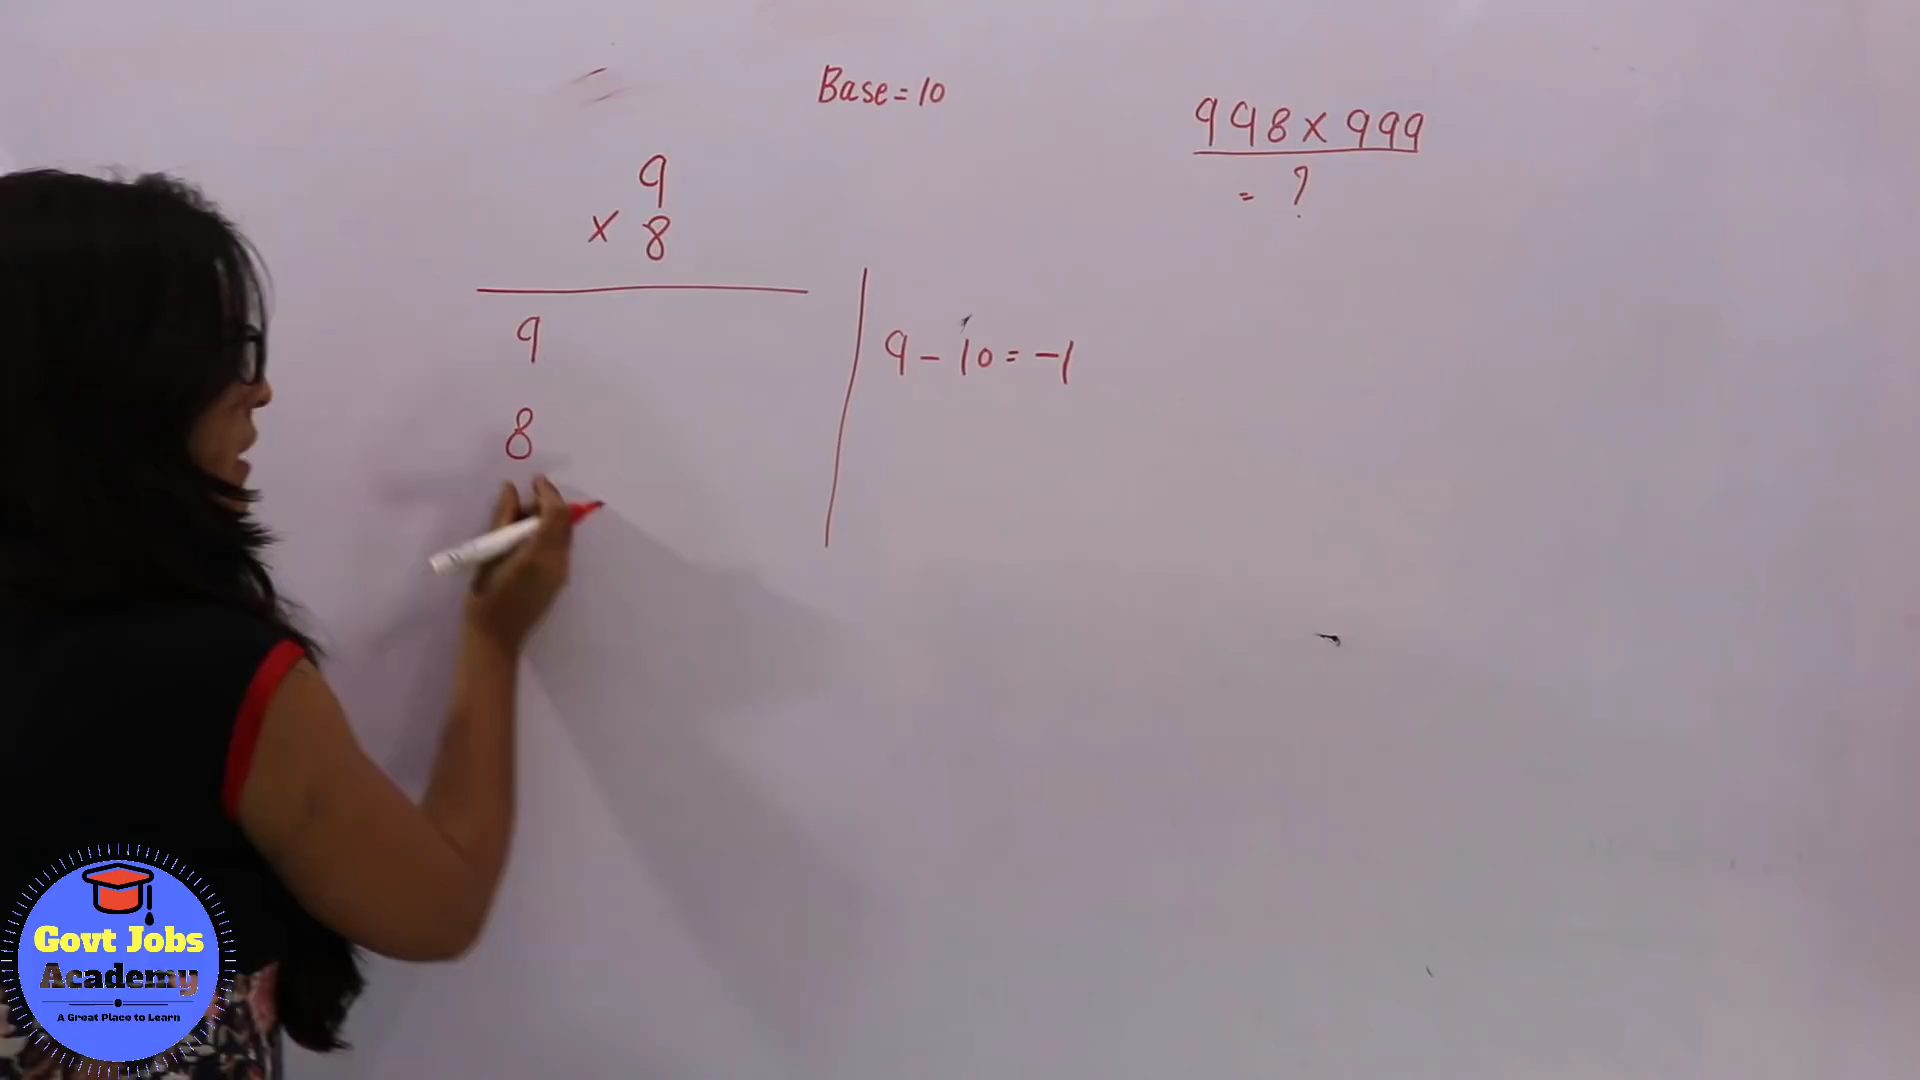 Base = 10
998 x 999
= ?
9
x 8
9
9 - 10 = -1
8
Govt Jobs
Academy
A Great Place to Learn